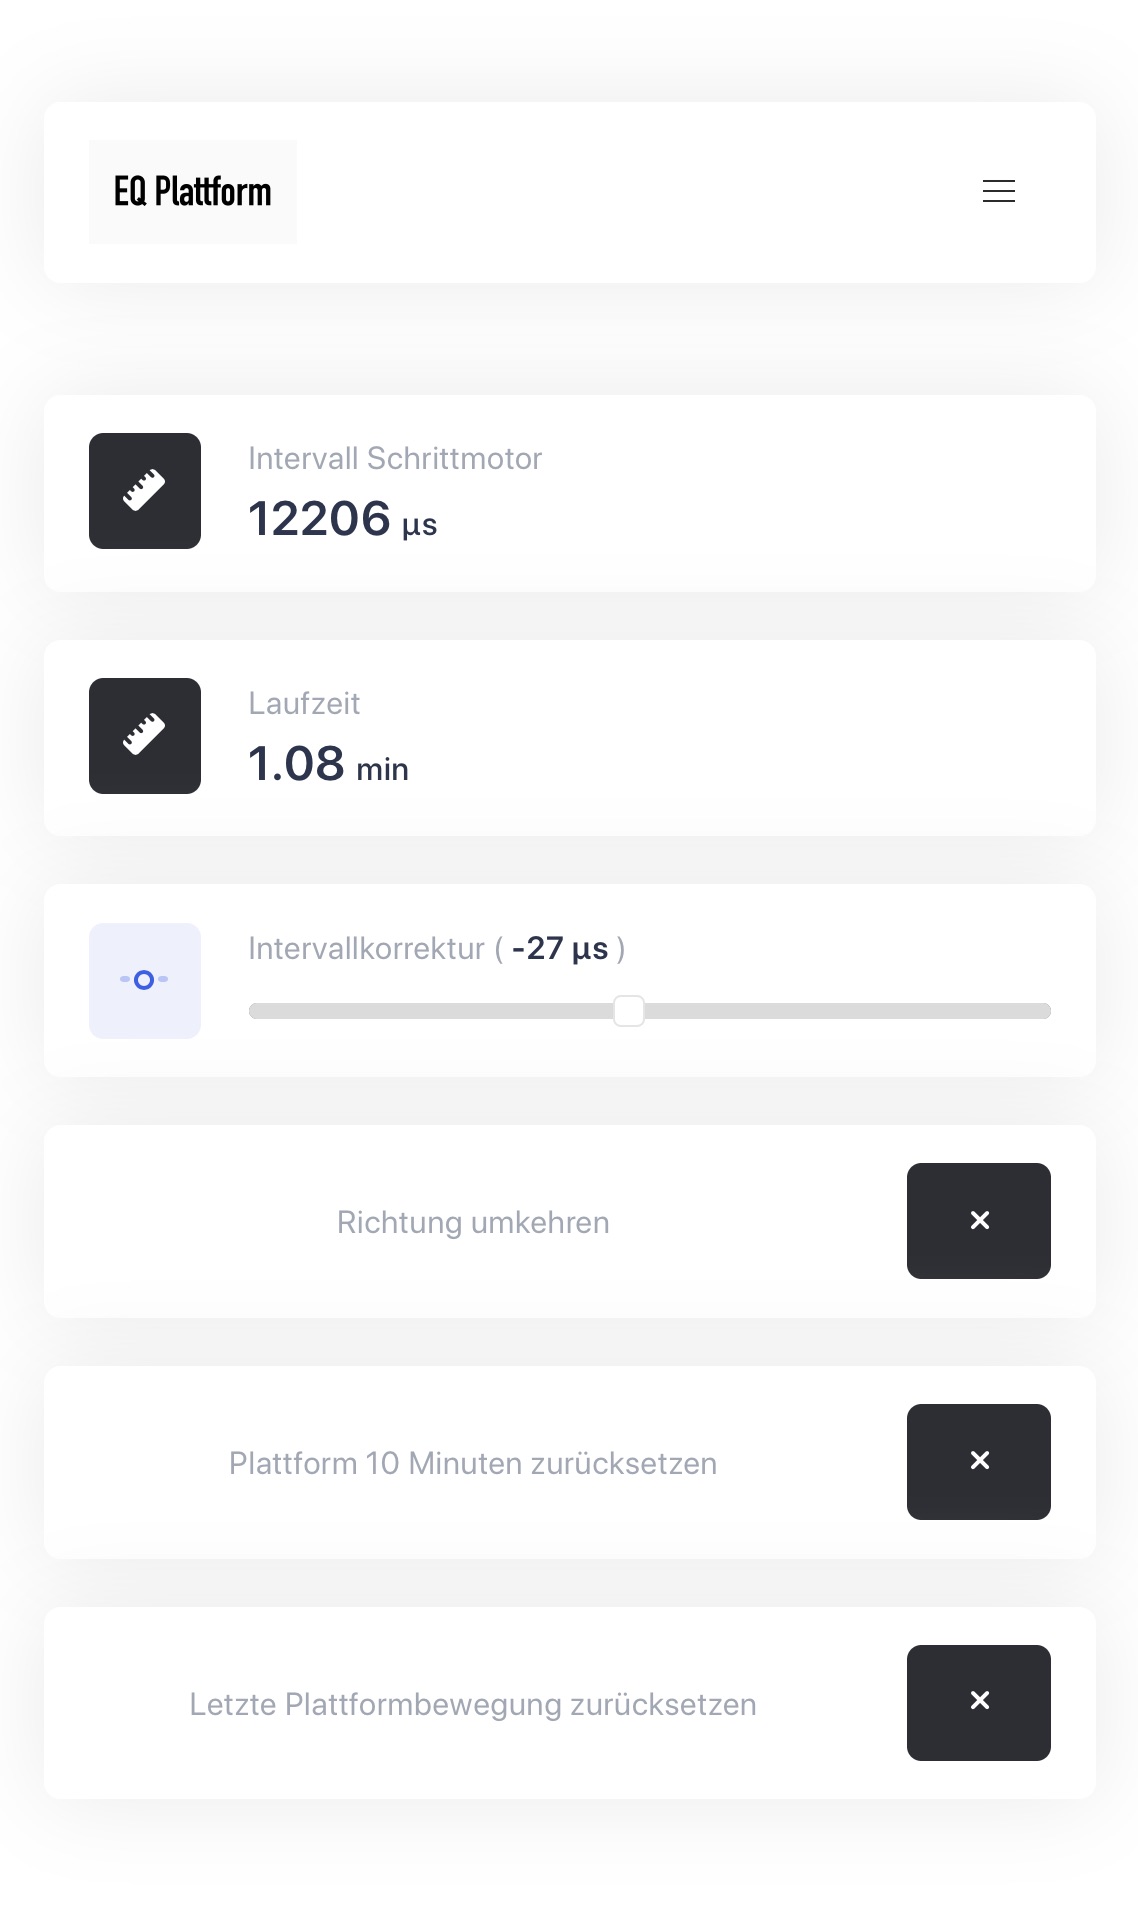 EQ Plattform
Intervall Schrittmotor
12206 µs
Laufzeit
1.08 min
Intervallkorrektur ( -27 µs )
Richtung umkehren
Plattform 10 Minuten zurücksetzen
Letzte Plattformbewegung zurücksetzen